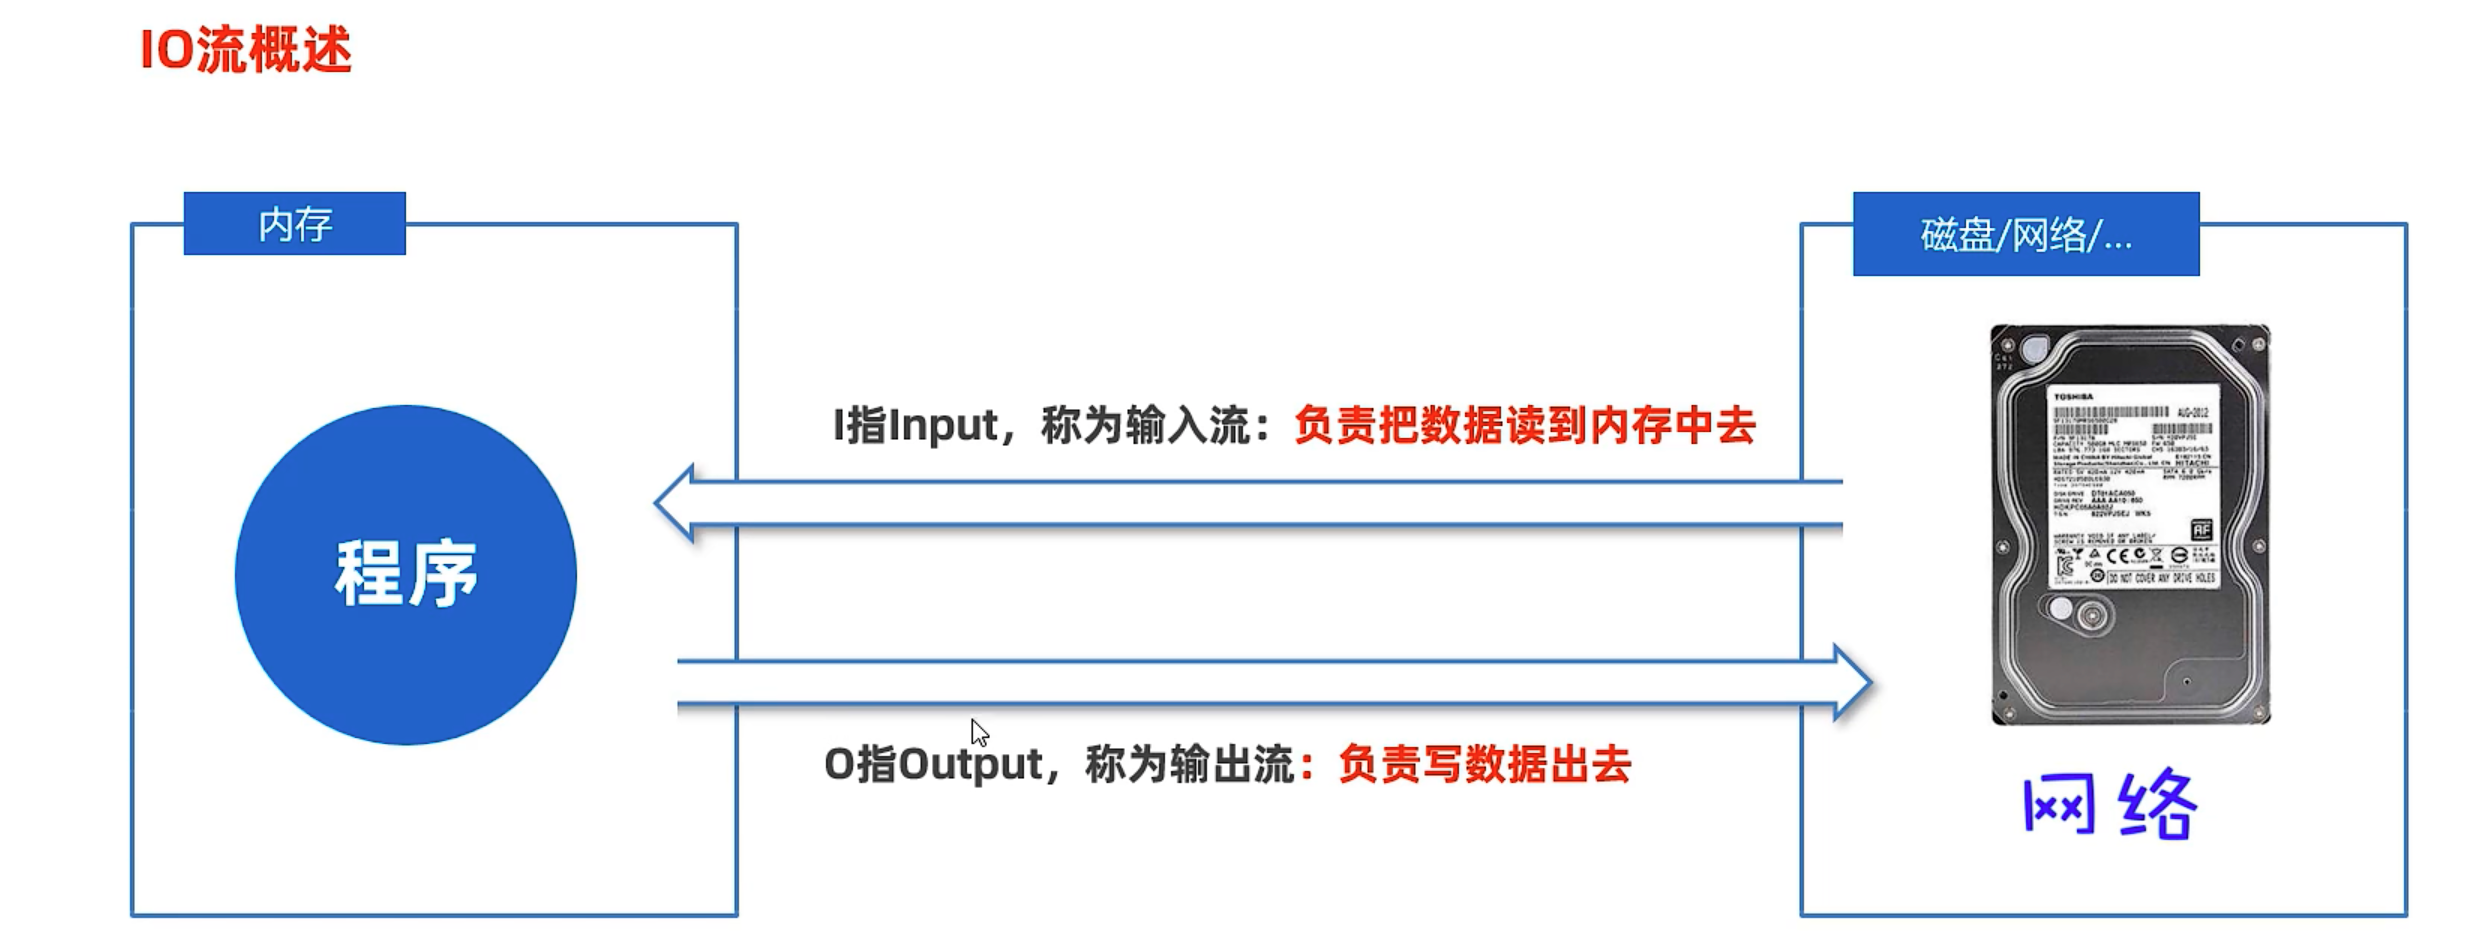 IO流概述
内存
磁盘/网络/...
程序
I指Input，称为输入流：负责把数据读到内存中去
O指Output，称为输出流：负责写数据出去
TOSHIBA
AUG-2012
HITACHI
DO NOT COVER ANY DRIVE HOLES
网络